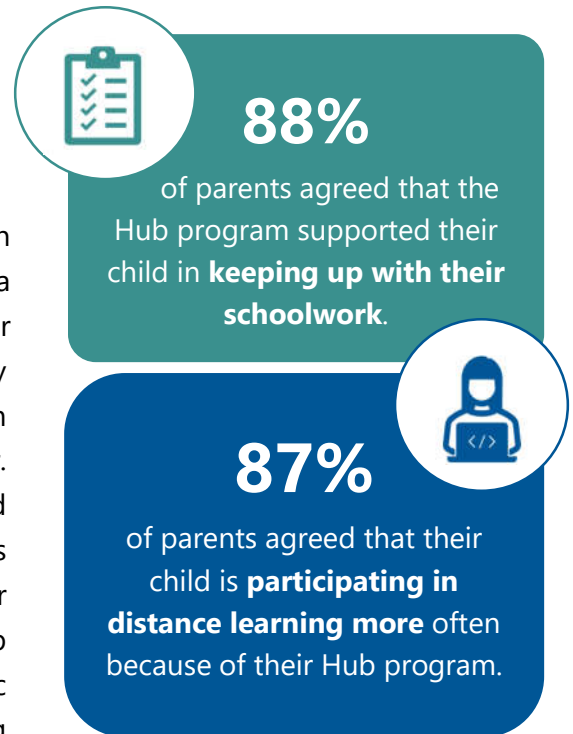 88%
of parents agreed that the
Hub program supported their
child in keeping up with their
schoolwork.
87%
of parents agreed that their
child is participating in
distance learning more often
because of their Hub program.